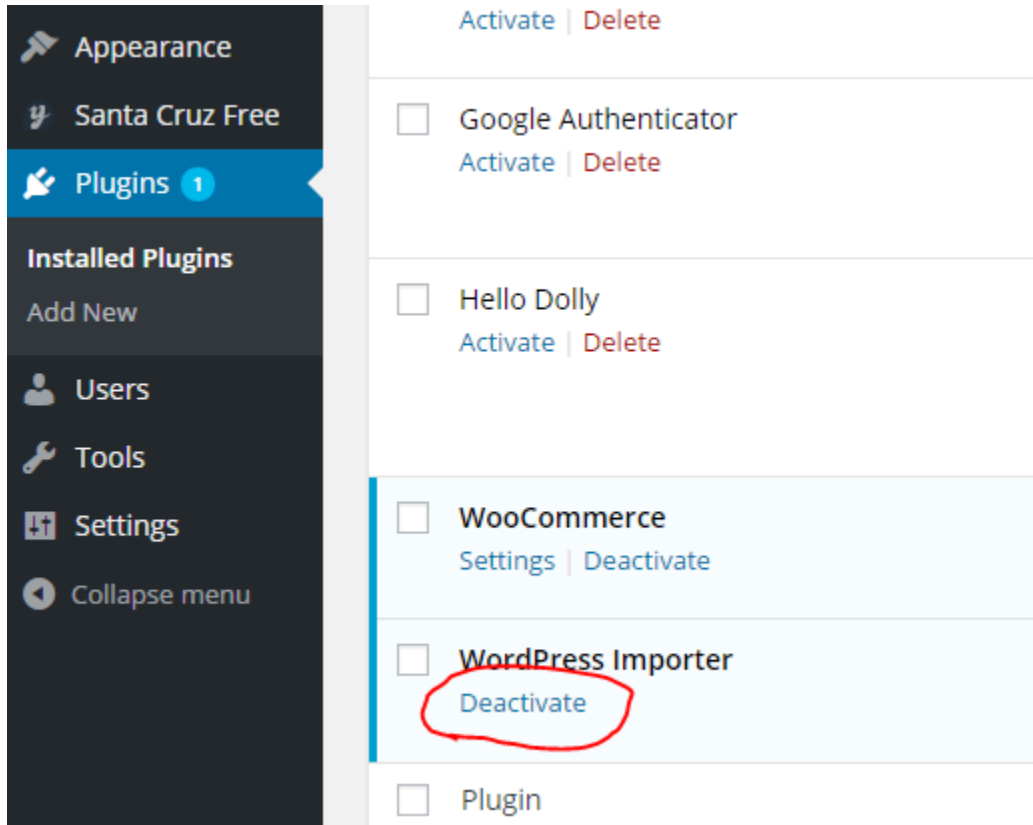 Appearance
Santa Cruz Free
Plugins 1
Installed Plugins
Add New
Users
Tools
Settings
Collapse menu
Activate | Delete
Google Authenticator
Activate | Delete
Hello Dolly
Activate | Delete
WooCommerce
Settings | Deactivate
WordPress Importer
Deactivate
Plugin